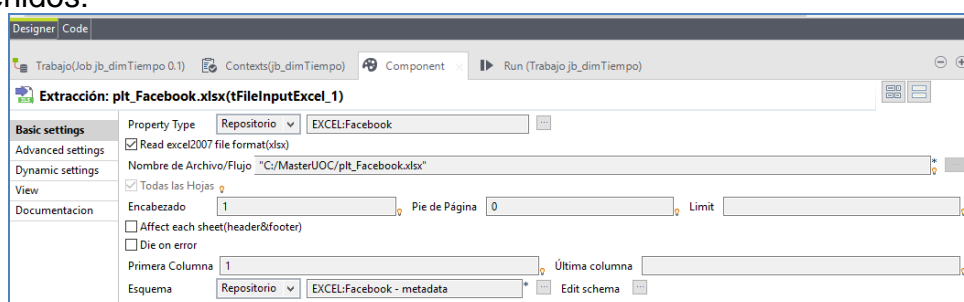 Designer Code
Trabajo(Job jb_dimTiempo 0.1) Contexts(jb_dimTiempo) Component Run (Trabajo jb_dimTiempo)
Extracción: plt_Facebook.xlsx(tFileInputExcel_1)
Basic settings
Advanced settings
Dynamic settings
View
Documentacion
Property Type Repositorio EXCEL:Facebook
Read excel2007 file format(xlsx)
Nombre de Archivo/Flujo "C:/MasterUOC/plt_Facebook.xlsx" *
Todas las Hojas
Encabezado 1 Pie de Página 0 Limit
Affect each sheet(header&footer)
Die on error
Primera Columna 1 Última columna
Esquema Repositorio EXCEL:Facebook - metadata * Edit schema